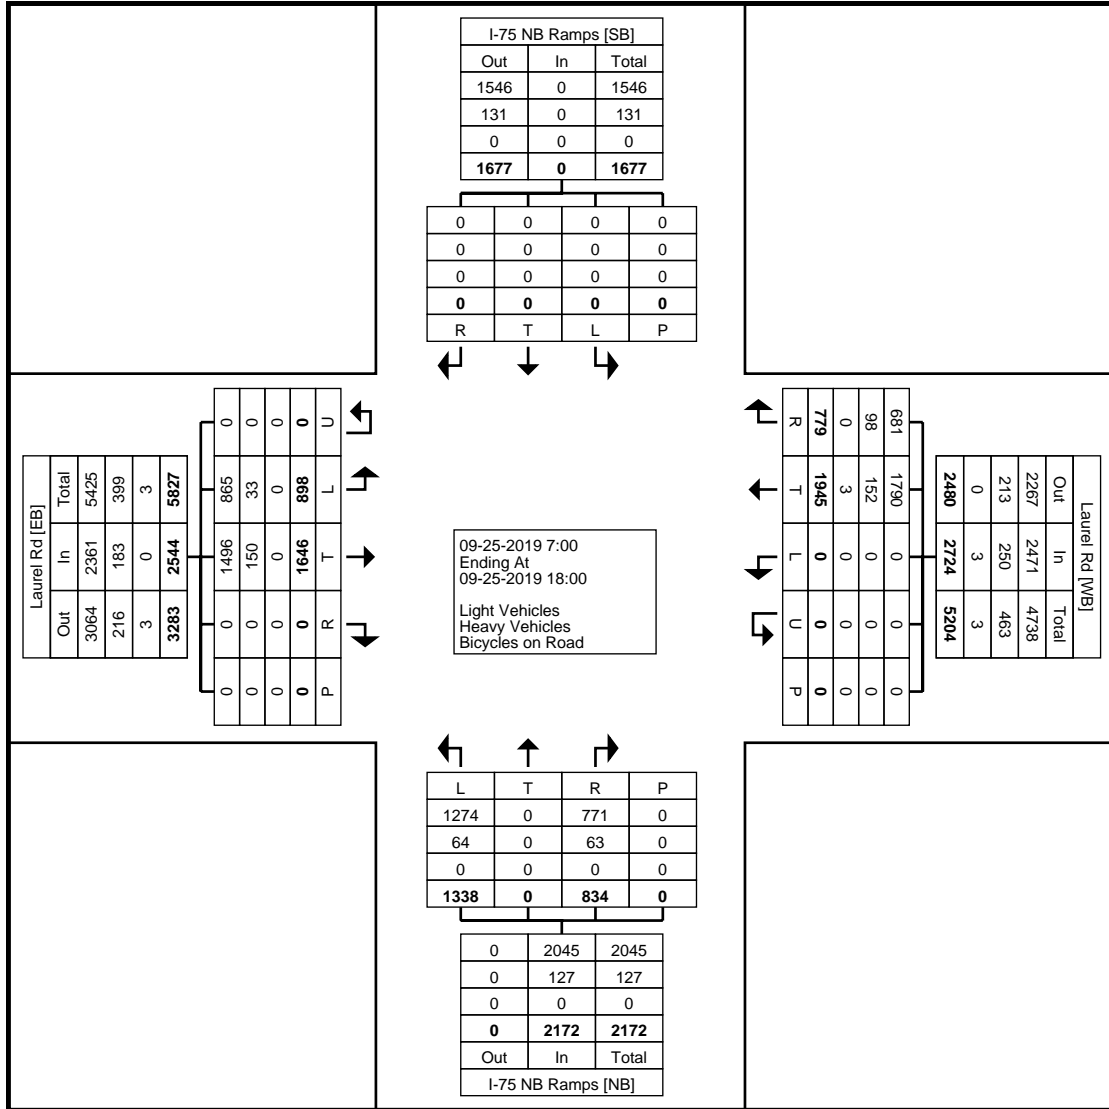 I-75 NB Ramps [SB]
Out In Total
1546 0 1546
131 0 131
0 0 0
1677 0 1677
0 0 0 0
0 0 0 0
0 0 0 0
0 0 0 0
R T L P
Laurel Rd [EB]
Total In Out
5425 2361 3064
399 183 216
3 0 3
5827 2544 3283
0 865 1496 0 0
0 33 150 0 0
0 0 0 0 0
0 898 1646 0 0
U L T R P
09-25-2019 7:00
Ending At
09-25-2019 18:00
Light Vehicles
Heavy Vehicles
Bicycles on Road
R T L U P
779 1945 0 0 0
0 3 0 0 0
98 152 0 0 0
681 1790 0 0 0
Laurel Rd [WB]
Out In Total
2267 2471 4738
213 250 463
0 3 3
2480 2724 5204
L T R P
1274 0 771 0
64 0 63 0
0 0 0 0
1338 0 834 0
0 2045 2045
0 127 127
0 0 0
0 2172 2172
Out In Total
I-75 NB Ramps [NB]